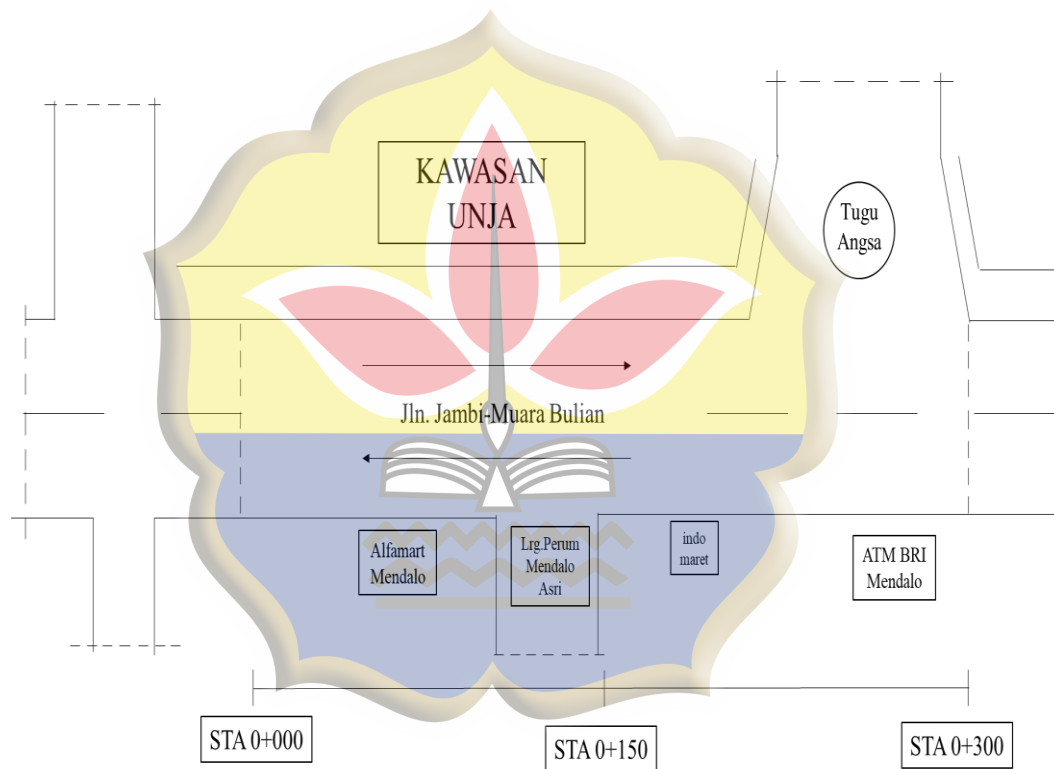 KAWASAN
UNJA
Tugu
Angsa
Jln. Jambi-Muara Bulian
Alfamart
Mendalo
Lrg.Perum
Mendalo
Asri
indo
maret
ATM BRI
Mendalo
STA 0+000
STA 0+150
STA 0+300